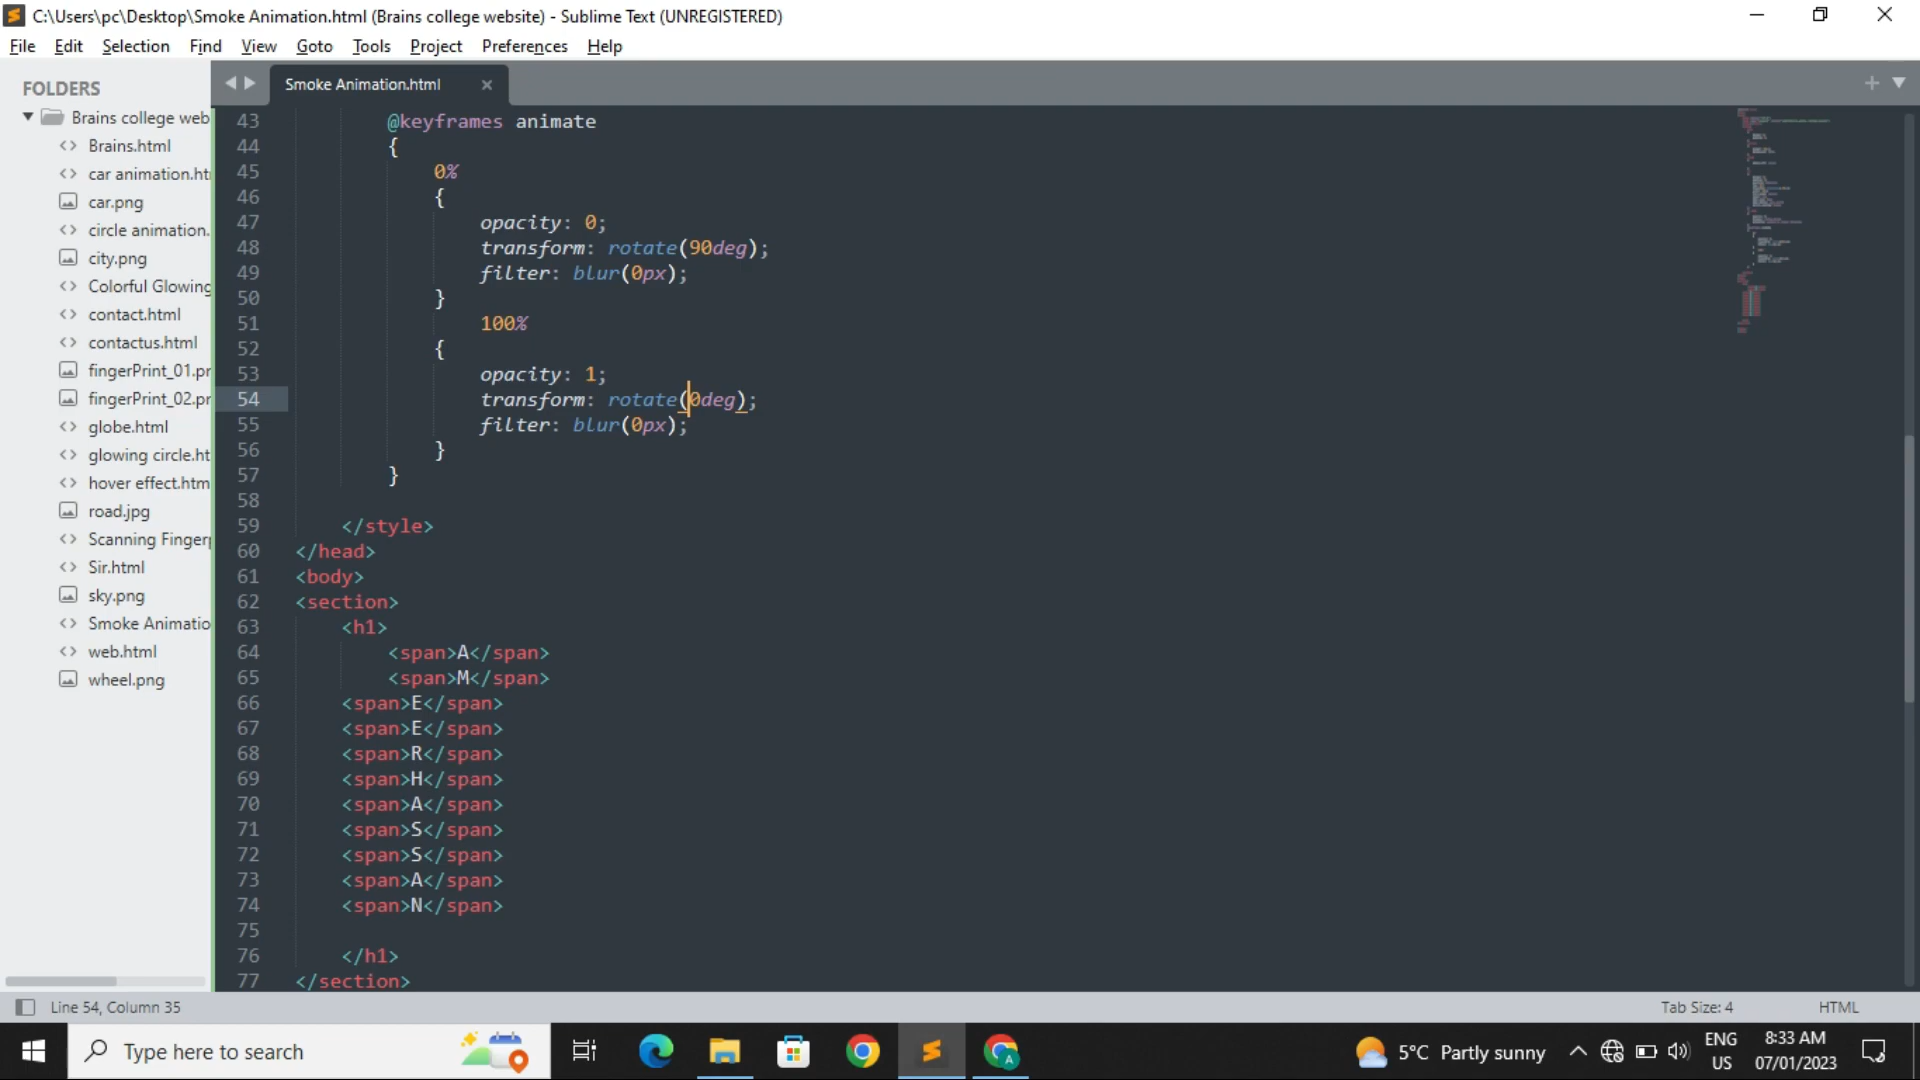 C:\Users\pc\Desktop\Smoke Animation.html (Brains college website) - Sublime Text (UNREGISTERED)
File Edit Selection Find View Goto Tools Project Preferences Help
FOLDERS
Brains college web
Brains.html
car animation.ht
car.png
circle animation.
city.png
Colorful Glowing
contact.html
contactus.html
fingerPrint_01.pr
fingerPrint_02.pr
globe.html
glowing circle.ht
hover effect.htm
road.jpg
Scanning Finger
Sir.html
sky.png
Smoke Animatio
web.html
wheel.png
Smoke Animation.html
43 @keyframes animate
44 {
45 0%
46 {
47 opacity: 0;
48 transform: rotate(90deg);
49 filter: blur(0px);
50 }
51 100%
52 {
53 opacity: 1;
54 transform: rotate(0deg);
55 filter: blur(0px);
56 }
57 }
58
59 </style>
60 </head>
61 <body>
62 <section>
63 <h1>
64 <span>A</span>
65 <span>M</span>
66 <span>E</span>
67 <span>E</span>
68 <span>R</span>
69 <span>H</span>
70 <span>A</span>
71 <span>S</span>
72 <span>S</span>
73 <span>A</span>
74 <span>N</span>
75
76 </h1>
77 </section>
Line 54, Column 35
Tab Size: 4
HTML
Type here to search
5°C Partly sunny
ENG
US
8:33 AM
07/01/2023